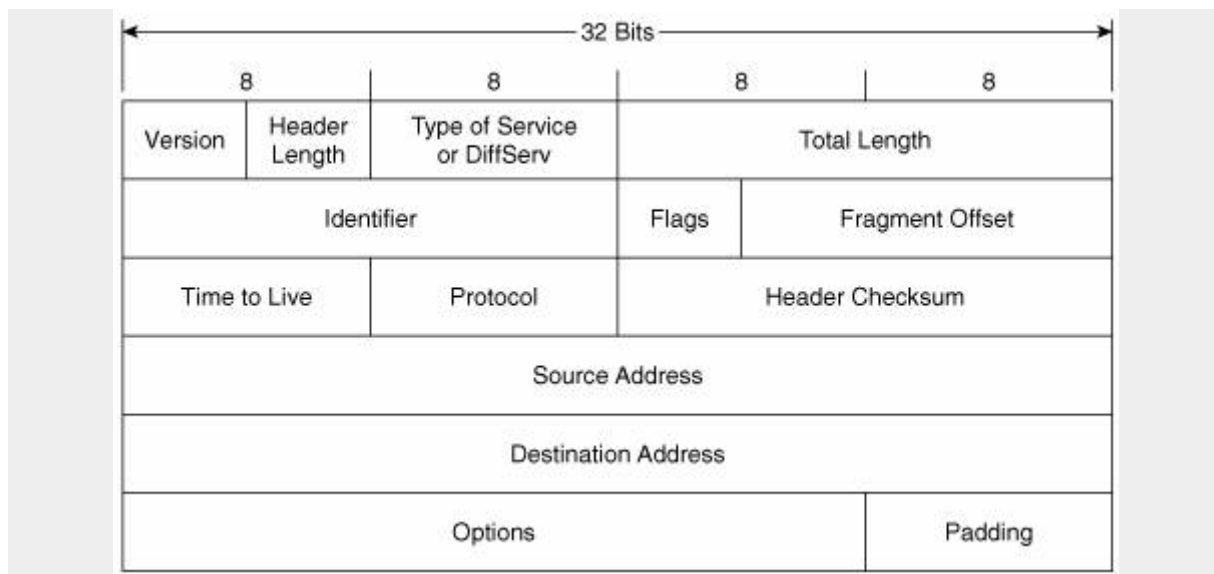 32 Bits
8 8 8 8
Version Header Length Type of Service or DiffServ Total Length
Identifier Flags Fragment Offset
Time to Live Protocol Header Checksum
Source Address
Destination Address
Options Padding